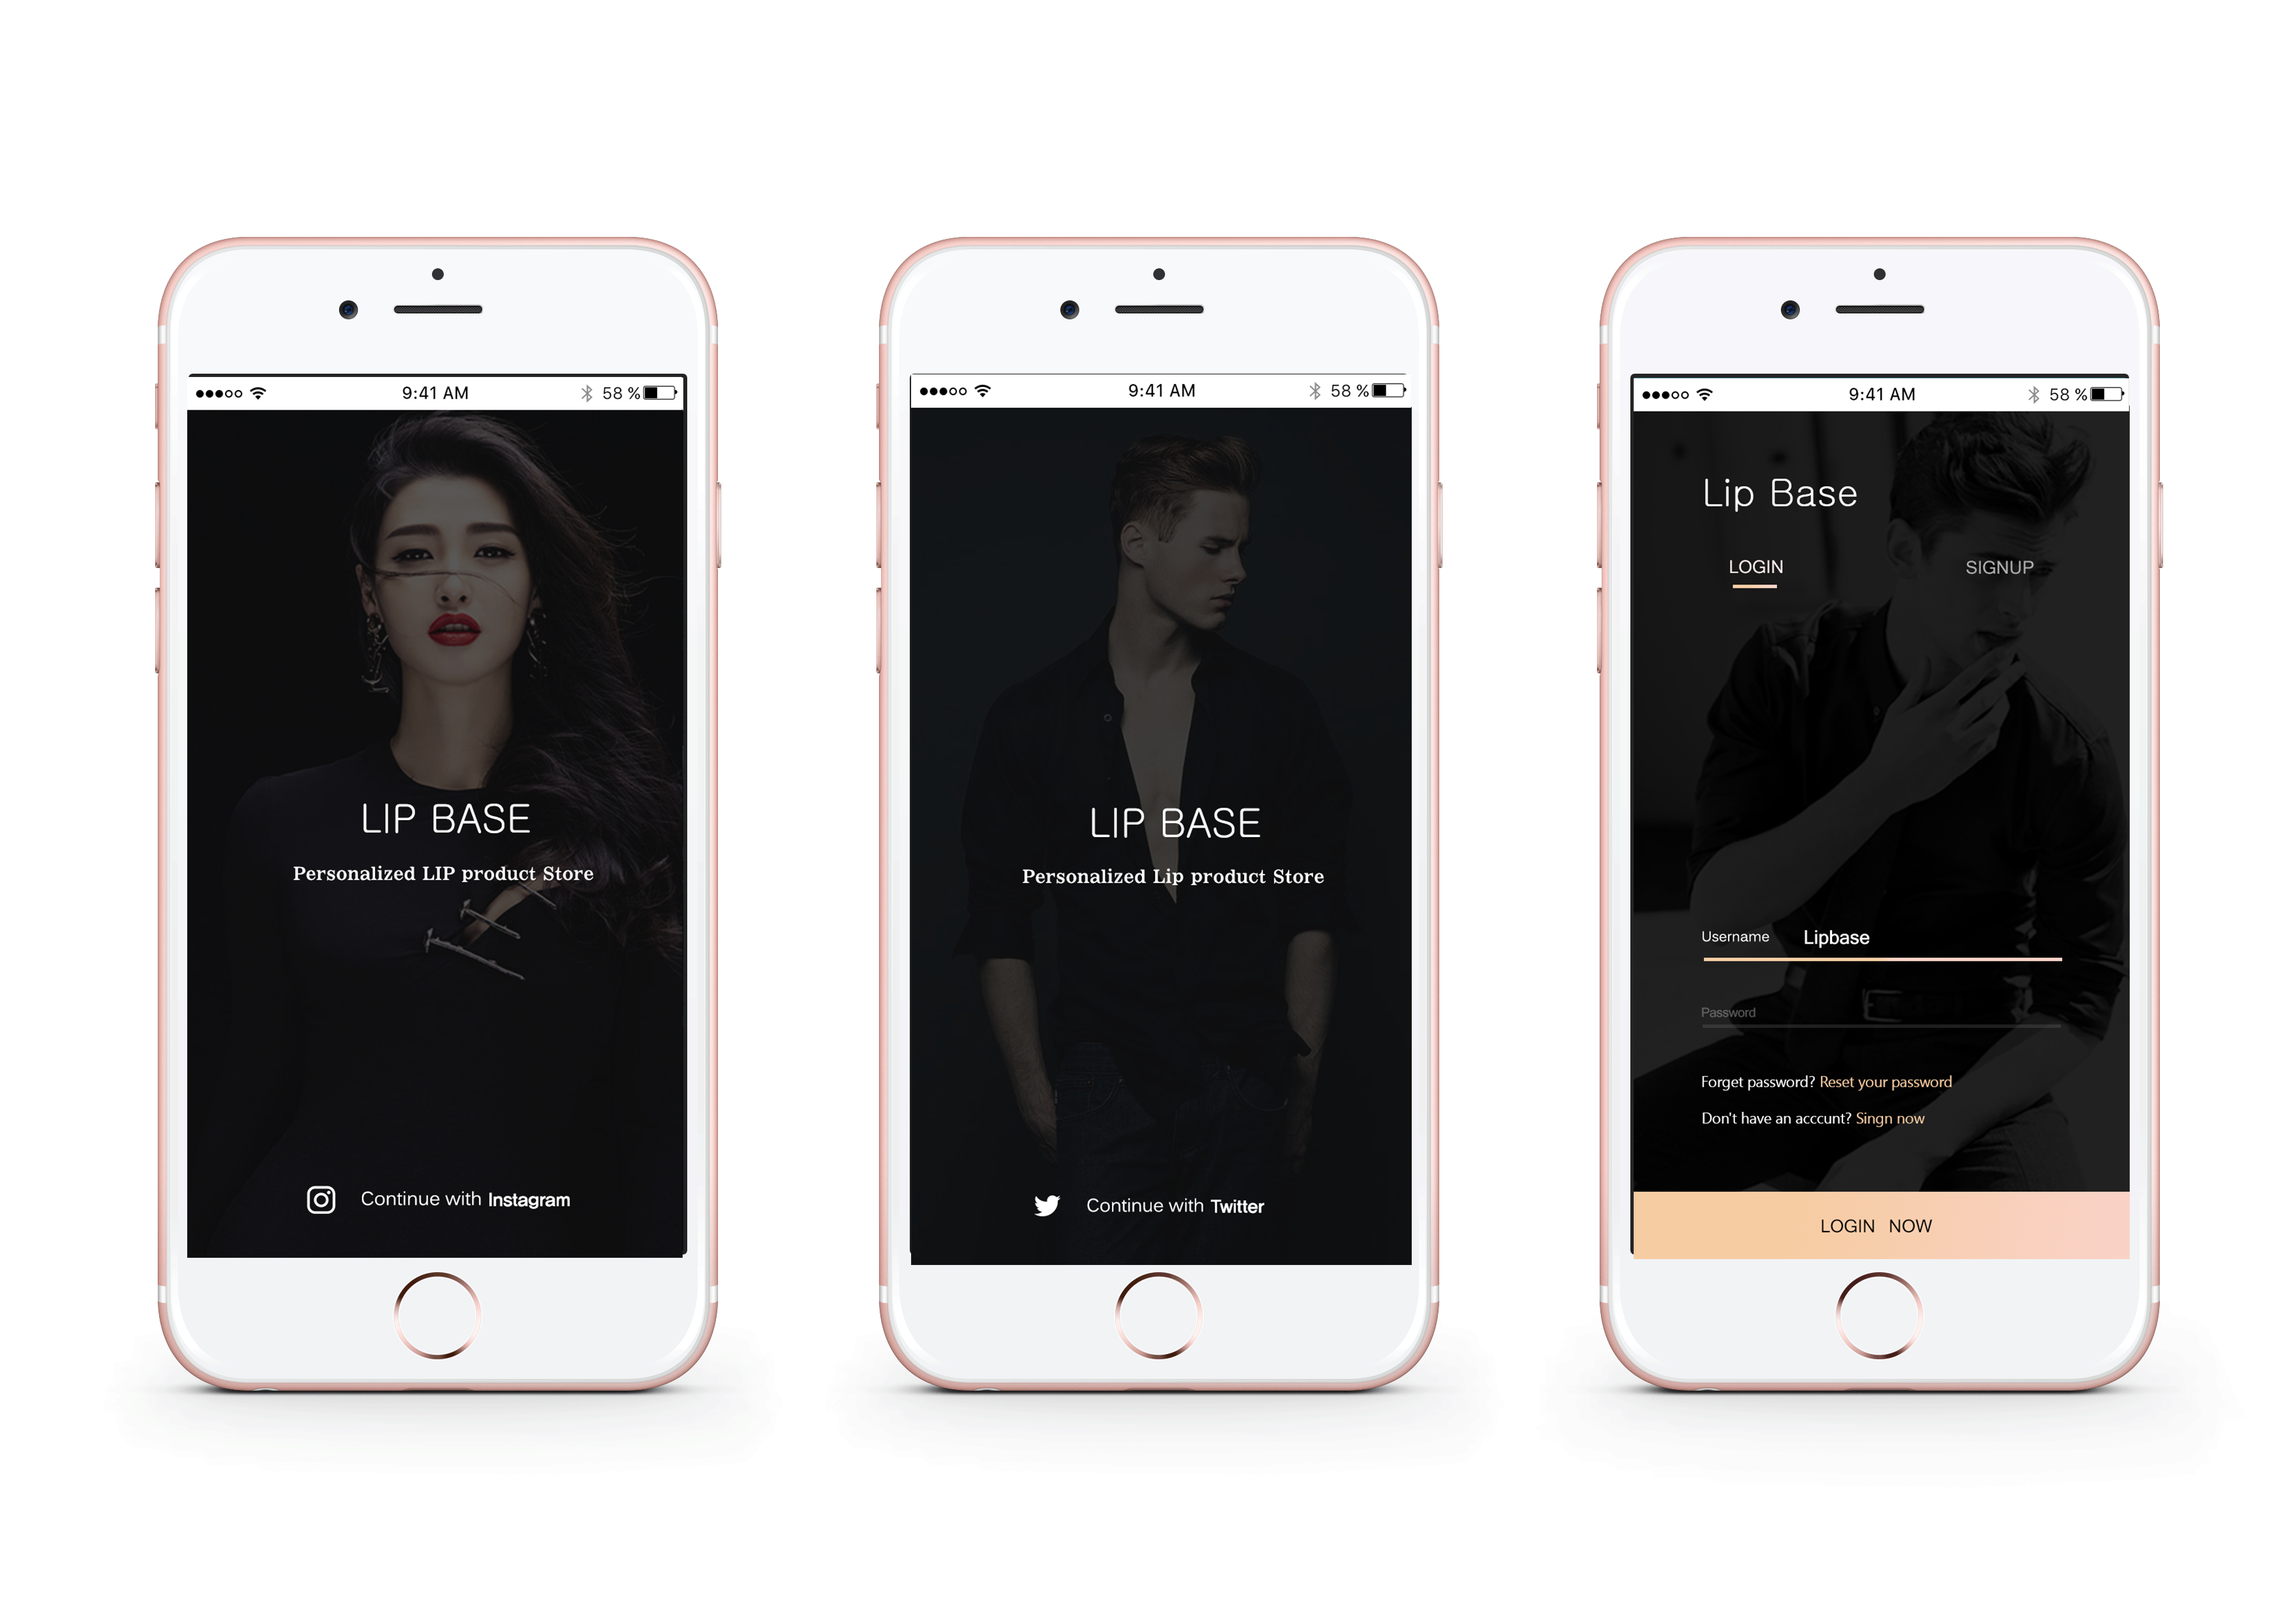 9:41 AM
58 %
LIP BASE
Personalized LIP product Store
Continue with Instagram
9:41 AM
58 %
LIP BASE
Personalized Lip product Store
Continue with Twitter
9:41 AM
58 %
Lip Base
LOGIN
SIGNUP
Username Lipbase
Password
Forget password? Reset your password
Don't have an acccunt? Singn now
LOGIN NOW